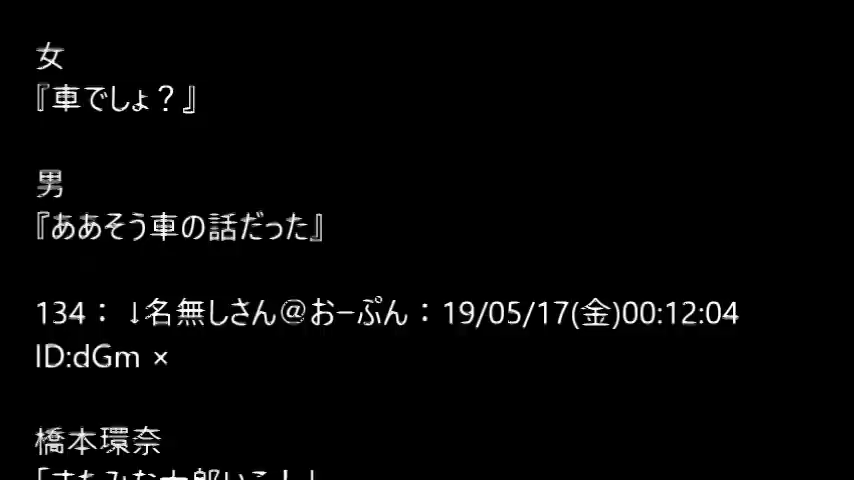 女
『車でしょ？』
男
『ああそう車の話だった』
134： ↓名無しさん＠おーぷん：19/05/17(金)00:12:04
ID:dGm ×
橋本環奈